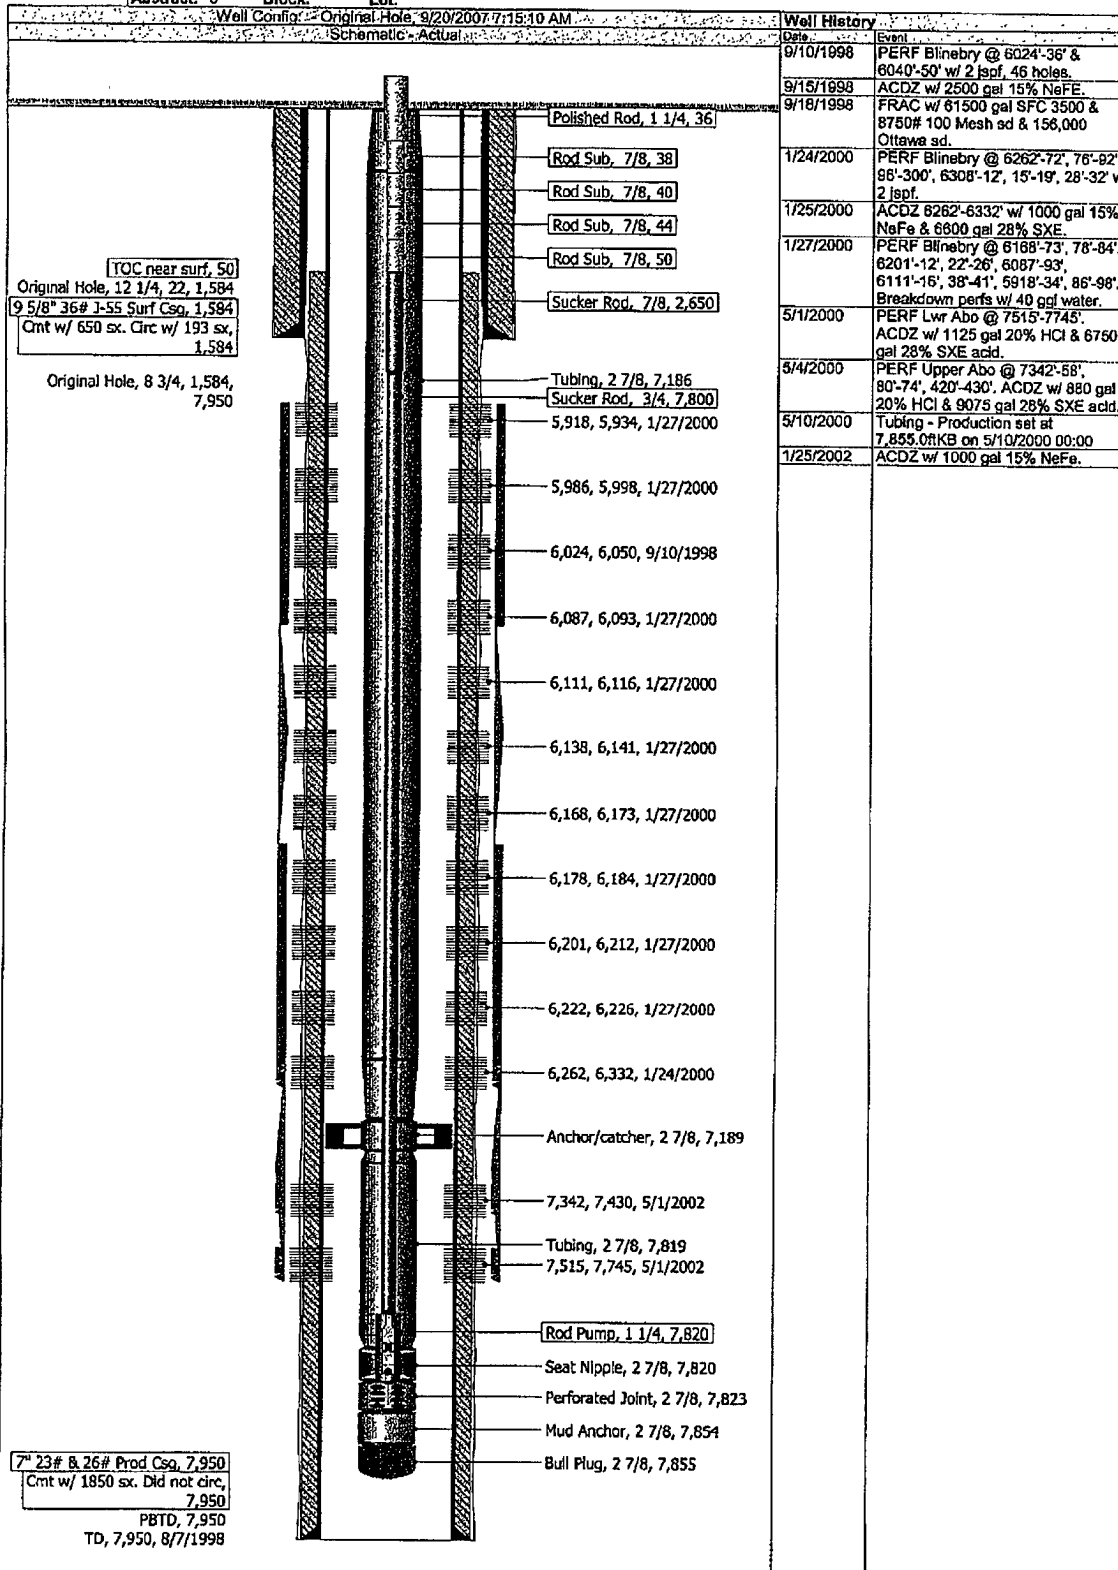 Abstract: 0 Block: Lot:
Well Config: - Original Hole, 9/20/2007 7:15:10 AM
Schematic - Actual
Polished Rod, 1 1/4, 36
Rod Sub, 7/8, 38
Rod Sub, 7/8, 40
Rod Sub, 7/8, 44
Rod Sub, 7/8, 50
TOC near surf, 50
Original Hole, 12 1/4, 22, 1,584
9 5/8" 36# J-55 Surf Csg, 1,584
Cmt w/ 650 sx. Circ w/ 193 sx,
1,584
Sucker Rod, 7/8, 2,650
Original Hole, 8 3/4, 1,584,
7,950
Tubing, 2 7/8, 7,186
Sucker Rod, 3/4, 7,800
5,918, 5,934, 1/27/2000
5,986, 5,998, 1/27/2000
6,024, 6,050, 9/10/1998
6,087, 6,093, 1/27/2000
6,111, 6,116, 1/27/2000
6,138, 6,141, 1/27/2000
6,168, 6,173, 1/27/2000
6,178, 6,184, 1/27/2000
6,201, 6,212, 1/27/2000
6,222, 6,226, 1/27/2000
6,262, 6,332, 1/24/2000
Anchor/catcher, 2 7/8, 7,189
7,342, 7,430, 5/1/2002
Tubing, 2 7/8, 7,819
7,515, 7,745, 5/1/2002
Rod Pump, 1 1/4, 7,820
Seat Nipple, 2 7/8, 7,820
Perforated Joint, 2 7/8, 7,823
Mud Anchor, 2 7/8, 7,854
Bull Plug, 2 7/8, 7,855
7" 23# & 26# Prod Csg, 7,950
Cmt w/ 1850 sx. Did not circ,
7,950
PBTD, 7,950
TD, 7,950, 8/7/1998
Well History
Date Event
9/10/1998 PERF Blinebry @ 6024'-36' &
6040'-50' w/ 2 jspf, 46 holes.
9/15/1998 ACDZ w/ 2500 gal 15% NeFE.
9/18/1998 FRAC w/ 61500 gal SFC 3500 &
8750# 100 Mesh sd & 156,000
Ottawa sd.
1/24/2000 PERF Blinebry @ 6262'-72', 76'-92'
96'-300', 6308'-12', 15'-19', 28'-32' w
2 jspf.
1/25/2000 ACDZ 6262'-6332' w/ 1000 gal 15%
NeFe & 6600 gal 28% SXE.
1/27/2000 PERF Blinebry @ 6168'-73', 78'-84',
6201'-12', 22'-26', 6087'-93',
6111'-16', 38'-41', 5918'-34', 86'-98',
Breakdown perfs w/ 40 ggl water.
5/1/2000 PERF Lwr Abo @ 7515'-7745'.
ACDZ w/ 1125 gal 20% HCl & 6750
gal 28% SXE acid.
5/4/2000 PERF Upper Abo @ 7342'-58',
80'-74', 420'-430'. ACDZ w/ 880 gal
20% HCl & 9075 gal 28% SXE acid.
5/10/2000 Tubing - Production set at
7,855.0ftKB on 5/10/2000 00:00
1/25/2002 ACDZ w/ 1000 gal 15% NeFe.